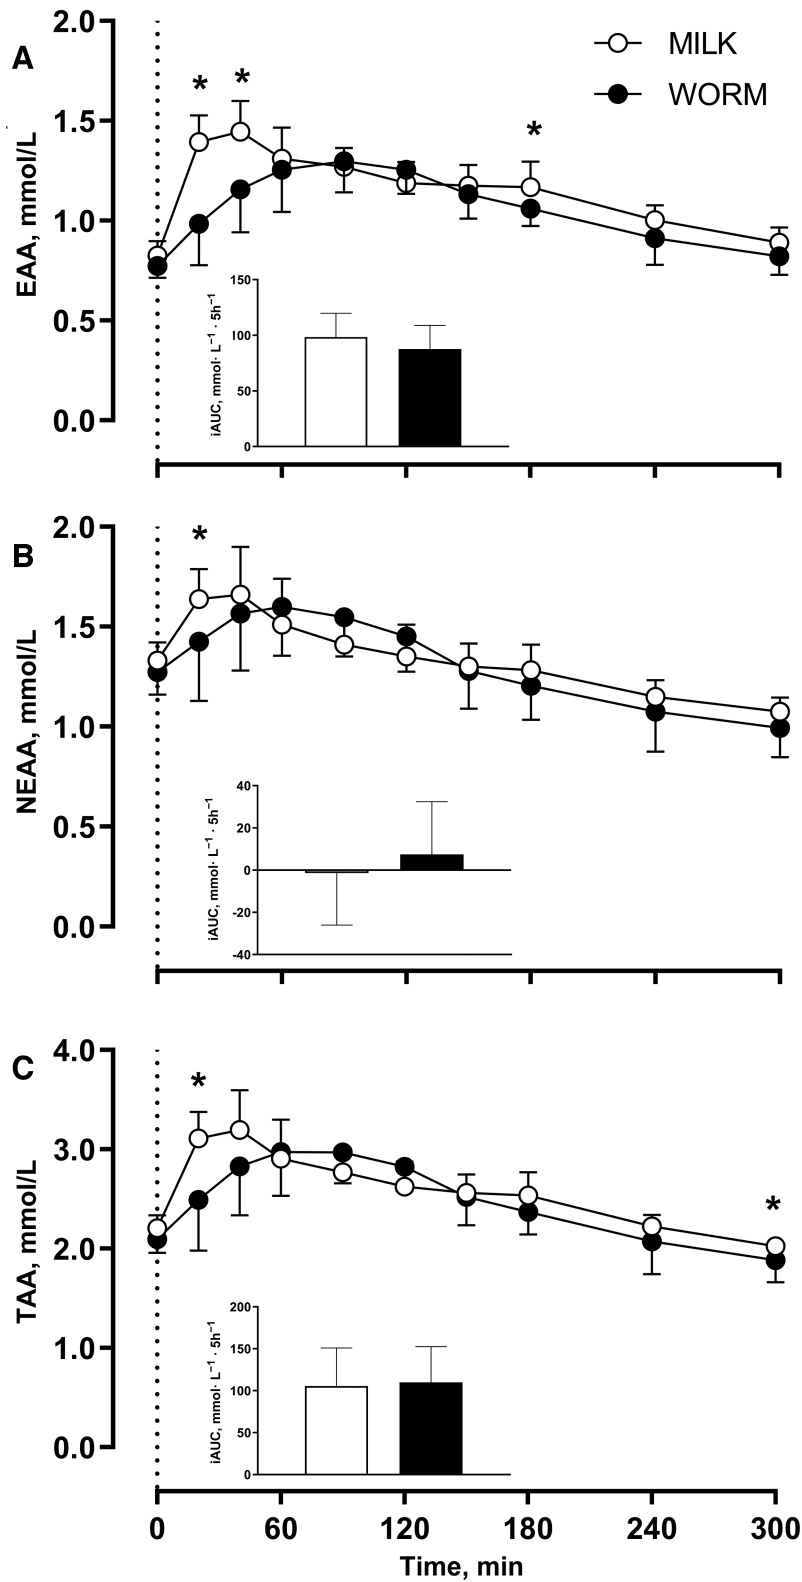 A
MILK
WORM
EAA, mmol/L
2.0
1.5
1.0
0.5
0.0
*
*
*
iAUC, mmol· L⁻¹ · 5h⁻¹
150
100
50
0
B
NEAA, mmol/L
2.0
1.5
1.0
0.5
0.0
*
iAUC, mmol· L⁻¹ · 5h⁻¹
40
20
0
-20
-40
C
TAA, mmol/L
4.0
3.0
2.0
1.0
0.0
*
*
iAUC, mmol· L⁻¹ · 5h⁻¹
200
150
100
50
0
0 60 120 180 240 300
Time, min